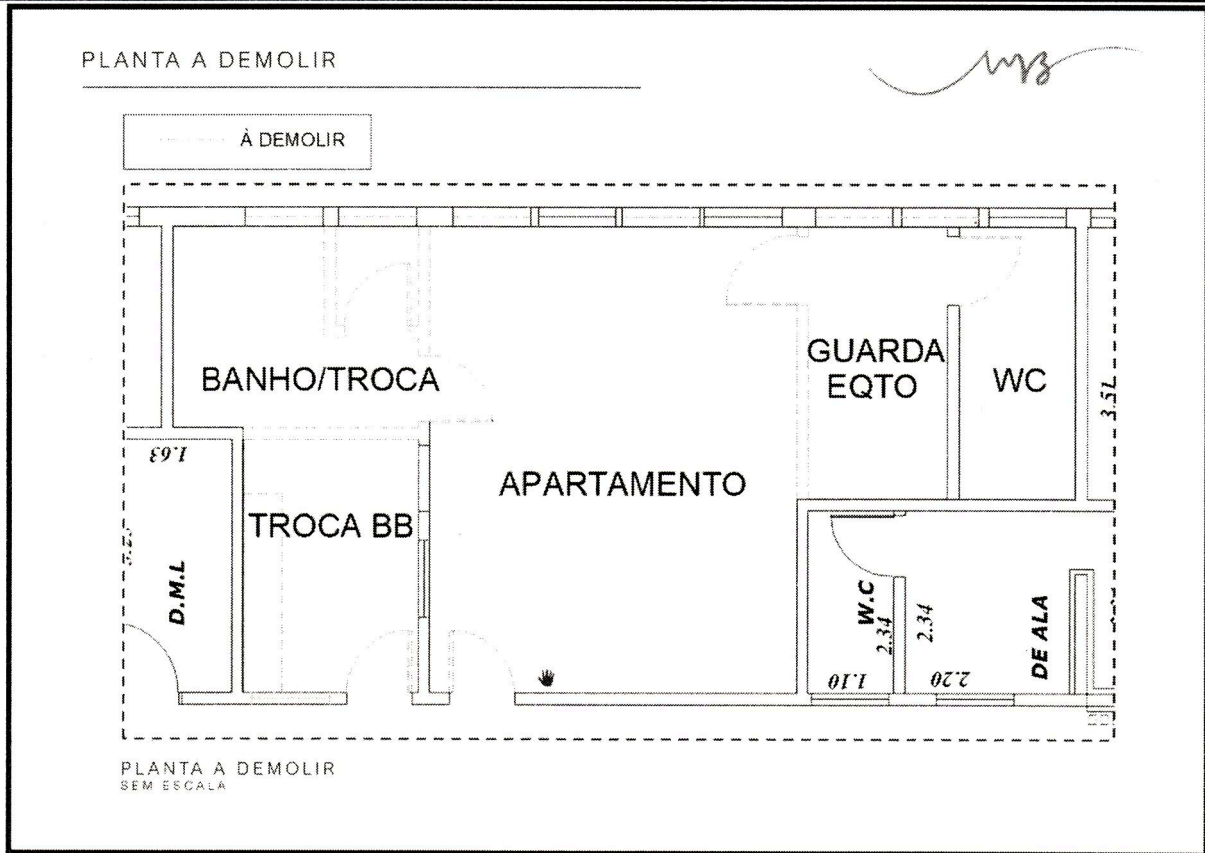 PLANTA A DEMOLIR
À DEMOLIR
BANHO/TROCA
GUARDA
EQTO
WC
3.51
1.63
APARTAMENTO
TROCA BB
D.M.L
W.C
2.34
2.34
DE ALA
1.10
2.20
PLANTA A DEMOLIR
SEM ESCALA